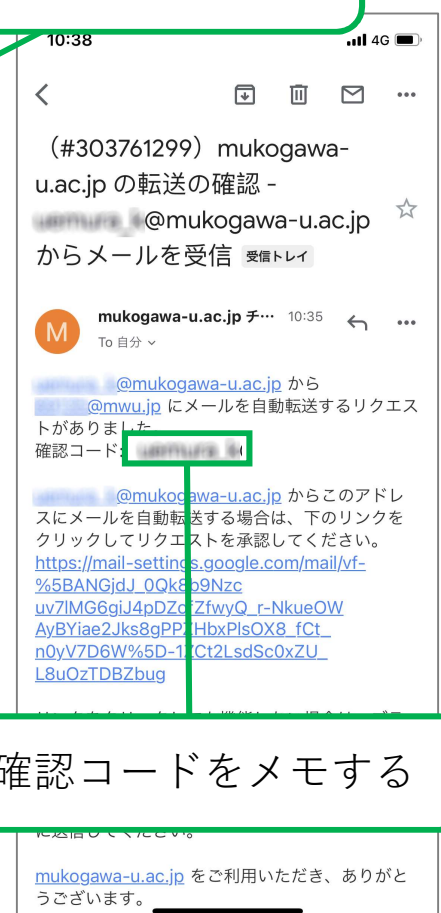 10:38
4G
（#303761299）mukogawa-
u.ac.jp の転送の確認 -
@mukogawa-u.ac.jp
からメールを受信 受信トレイ
M
mukogawa-u.ac.jp チ… 10:35
To 自分
@mukogawa-u.ac.jp から
@mwu.jp にメールを自動転送するリクエス
トがありました
確認コード:
@mukogawa-u.ac.jp からこのアドレ
スにメールを自動転送する場合は、下のリンクを
クリックしてリクエストを承認してください。
https://mail-settings.google.com/mail/vf-
%5BANGjdJ_0Qk8b9Nzc
AyBYiae2Jks8gPPZHbxPlsOX8_fCt_
n0yV7D6W%5D-1ZCt2LsdSc0xZU_
L8uOzTDBZbug
確認コードをメモする
に送信してください。
mukogawa-u.ac.jp をご利用いただき、ありがと
うございます。